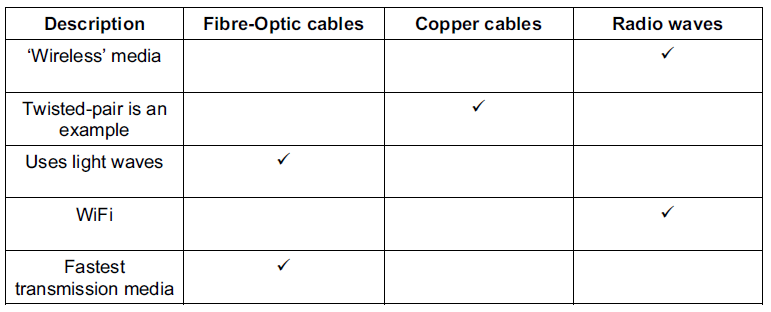 Description Fibre-Optic cables Copper cables Radio waves
‘Wireless’ media ✓
Twisted-pair is an ✓
example
Uses light waves ✓
WiFi ✓
Fastest ✓
transmission media